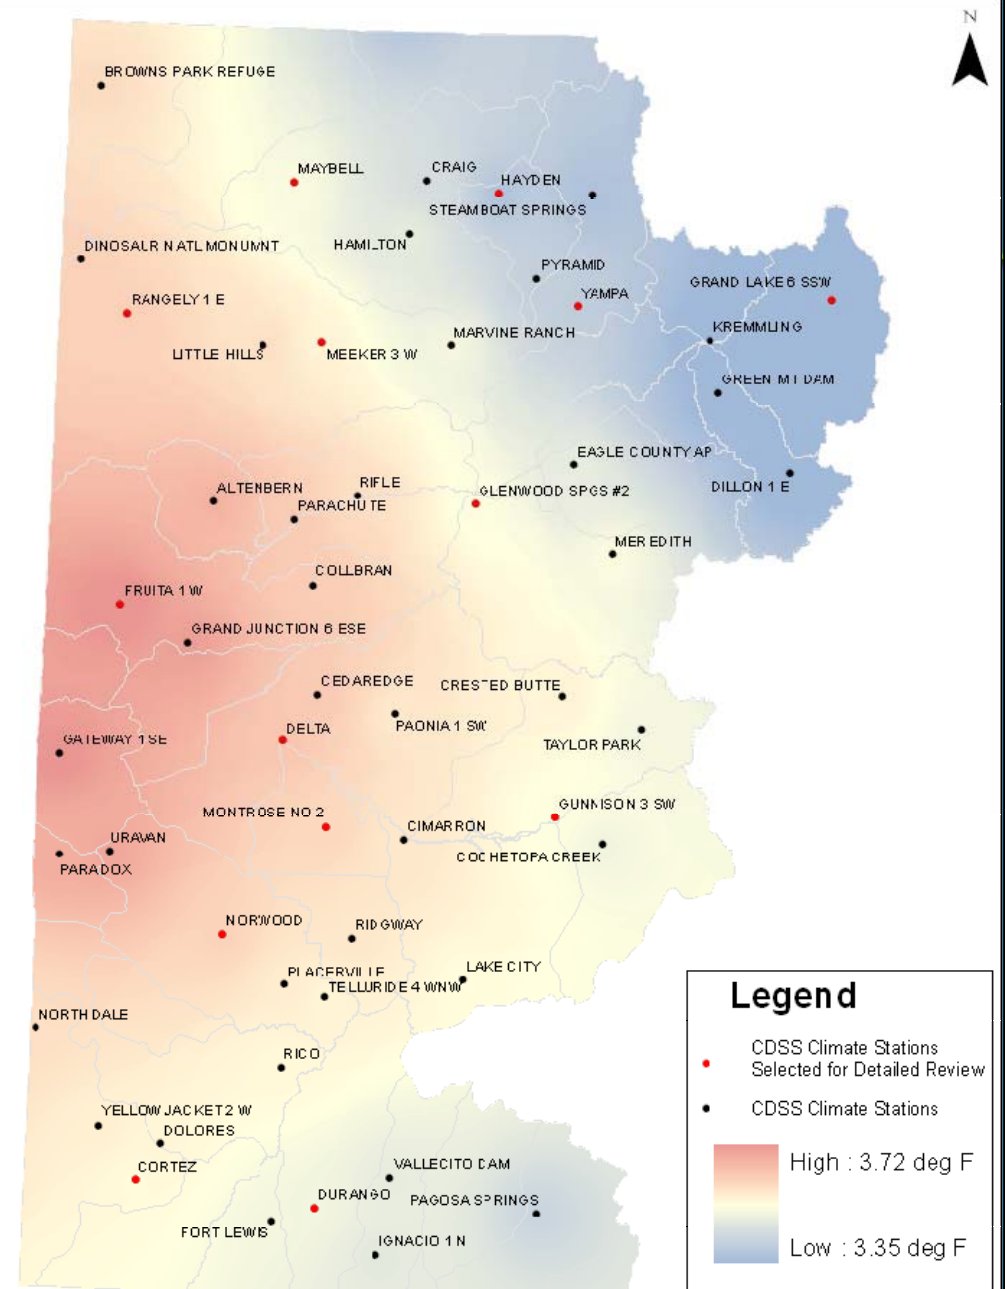 N
BROWNS PARK REFUGE
MAYBELL
CRAIG
HAYDEN
STEAMBOAT SPRINGS
HAMILTON
DINOSAUR NATL MONUMNT
PYRAMID
YAMPA
GRAND LAKE 6 SSW
RANGELY 1 E
KREMMLING
MARVINE RANCH
LITTLE HILLS
MEEKER 3 W
GREEN MT DAM
EAGLE COUNTY AP
RIFLE
ALTENBERN
GLENWOOD SPGS #2
DILLON 1 E
PARACHUTE
MEREDITH
COLLBRAN
FRUITA 1 W
GRAND JUNCTION 6 ESE
CEDAREDGE
CRESTED BUTTE
PAONIA 1 SW
DELTA
GATEWAY 1 SE
TAYLOR PARK
GUNNISON 3 SW
MONTROSE NO 2
CIMARRON
URAVAN
COCHETOPA CREEK
PARADOX
NORWOOD
RIDGWAY
LAKE CITY
PLACERVILLE
TELLURIDE 4 WNW
NORTHDALE
RICO
YELLOW JACKET 2 W
DOLORES
CORTEZ
VALLECITO DAM
DURANGO
PAGOSA SPRINGS
FORT LEWIS
IGNACIO 1 N
Legend
CDSS Climate Stations
Selected for Detailed Review
CDSS Climate Stations
High : 3.72 deg F
Low : 3.35 deg F